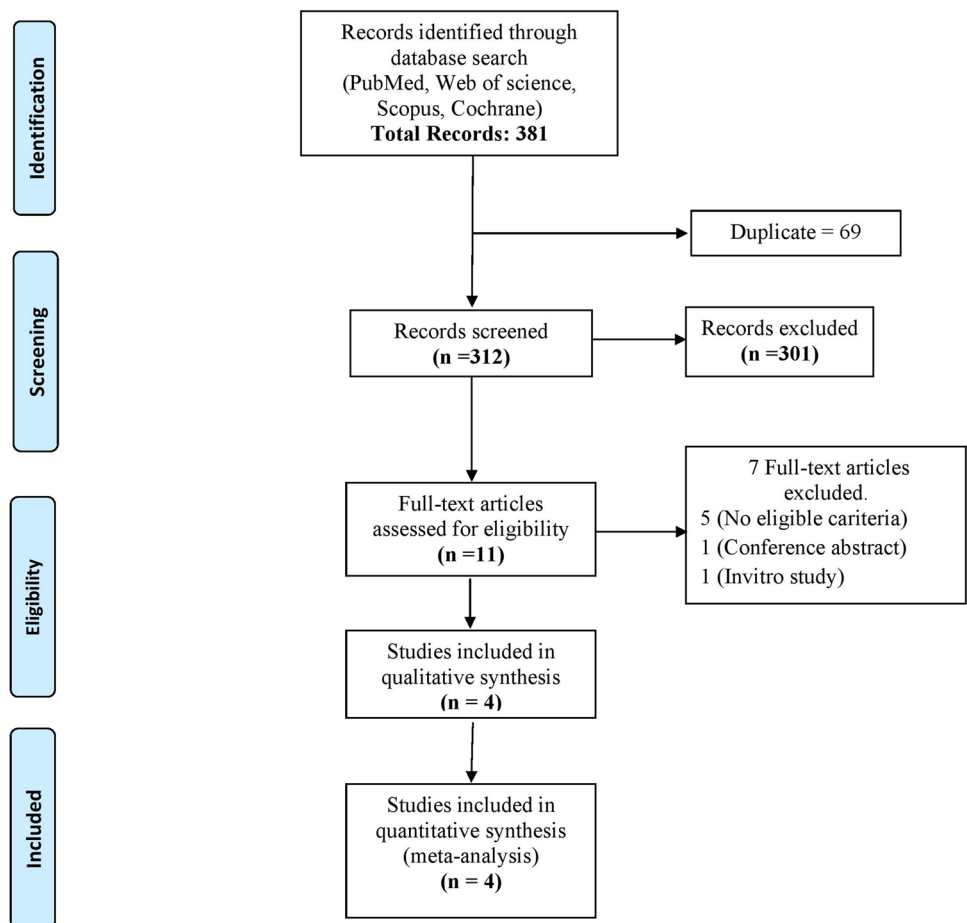 Identification
Records identified through
database search
(PubMed, Web of science,
Scopus, Cochrane)
Total Records: 381
Duplicate = 69
Screening
Records screened
(n =312)
Records excluded
(n =301)
Eligibility
Full-text articles
assessed for eligibility
(n =11)
7 Full-text articles
excluded.
5 (No eligible cariteria)
1 (Conference abstract)
1 (Invitro study)
Studies included in
qualitative synthesis
(n = 4)
Included
Studies included in
quantitative synthesis
(meta-analysis)
(n = 4)